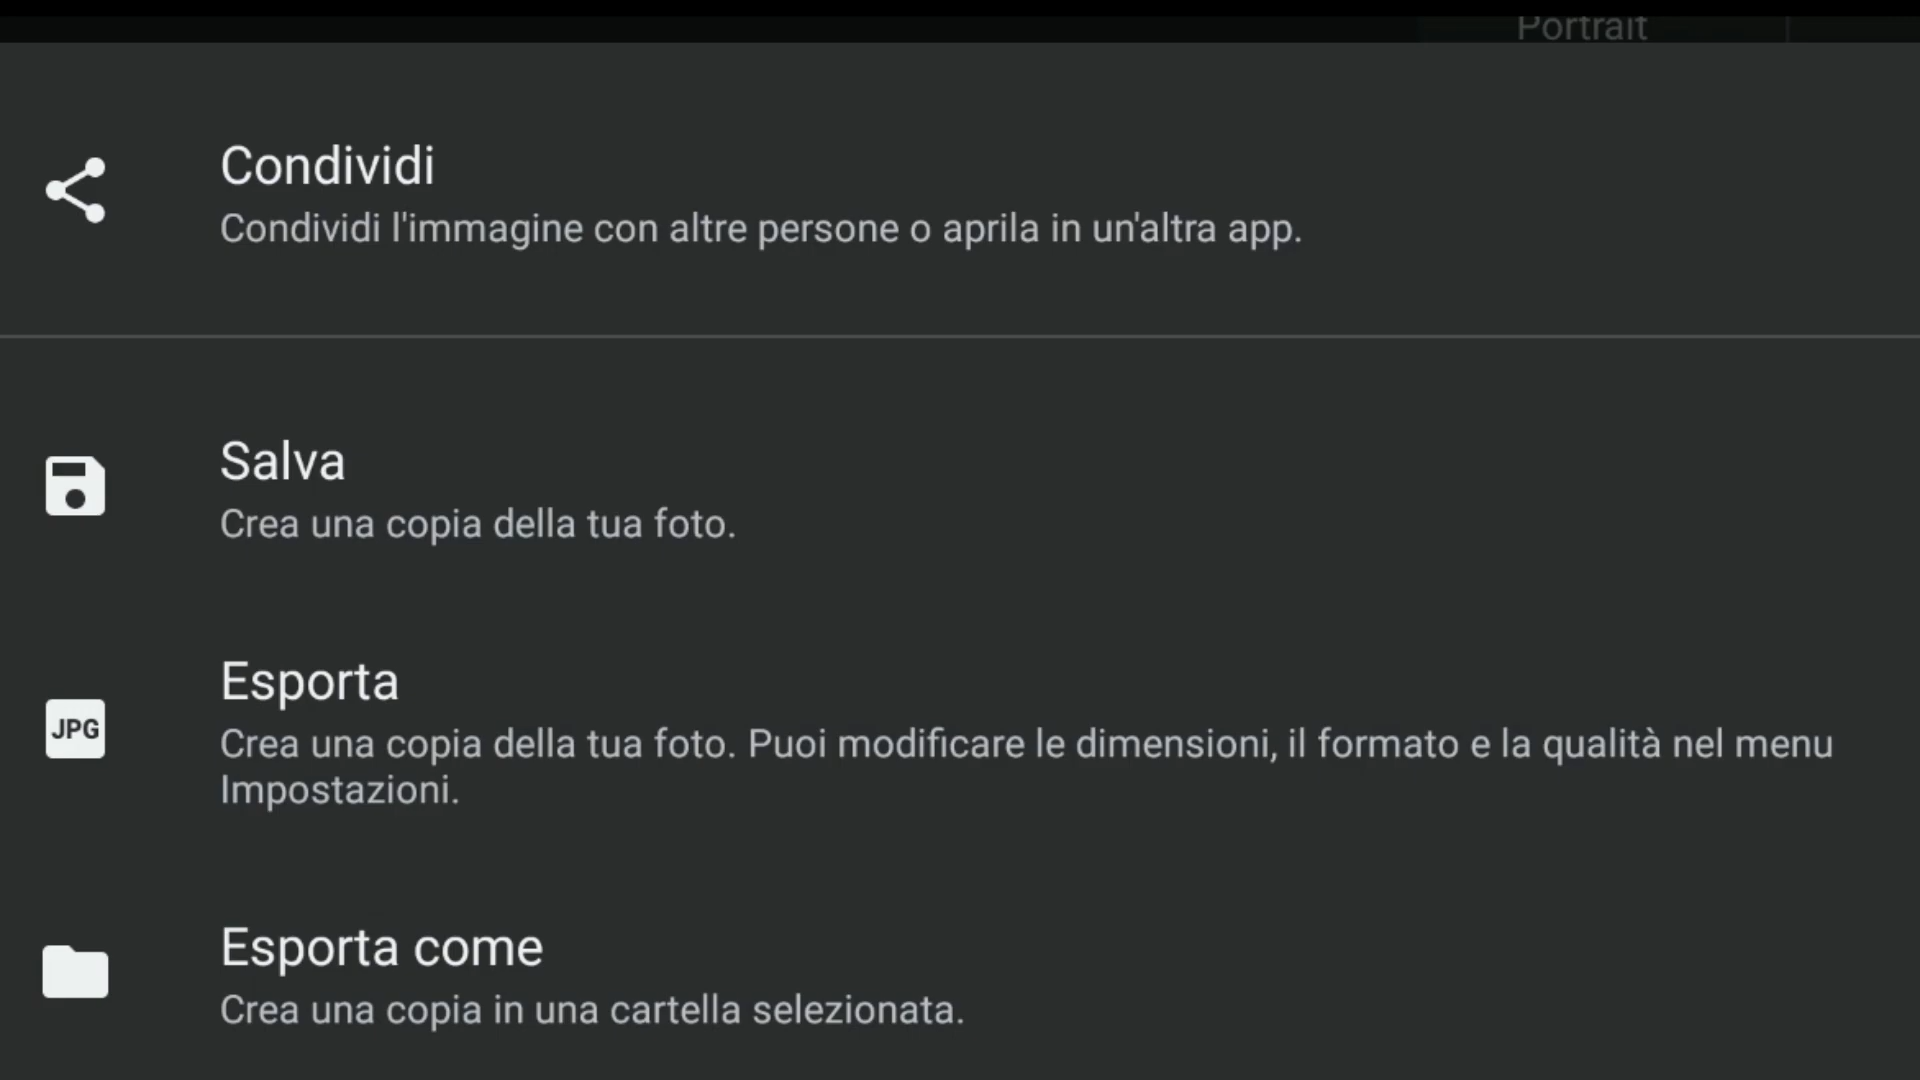 Portrait
Condividi
Condividi l'immagine con altre persone o aprila in un'altra app.
Salva
Crea una copia della tua foto.
Esporta
JPG
Crea una copia della tua foto. Puoi modificare le dimensioni, il formato e la qualità nel menu
Impostazioni.
Esporta come
Crea una copia in una cartella selezionata.